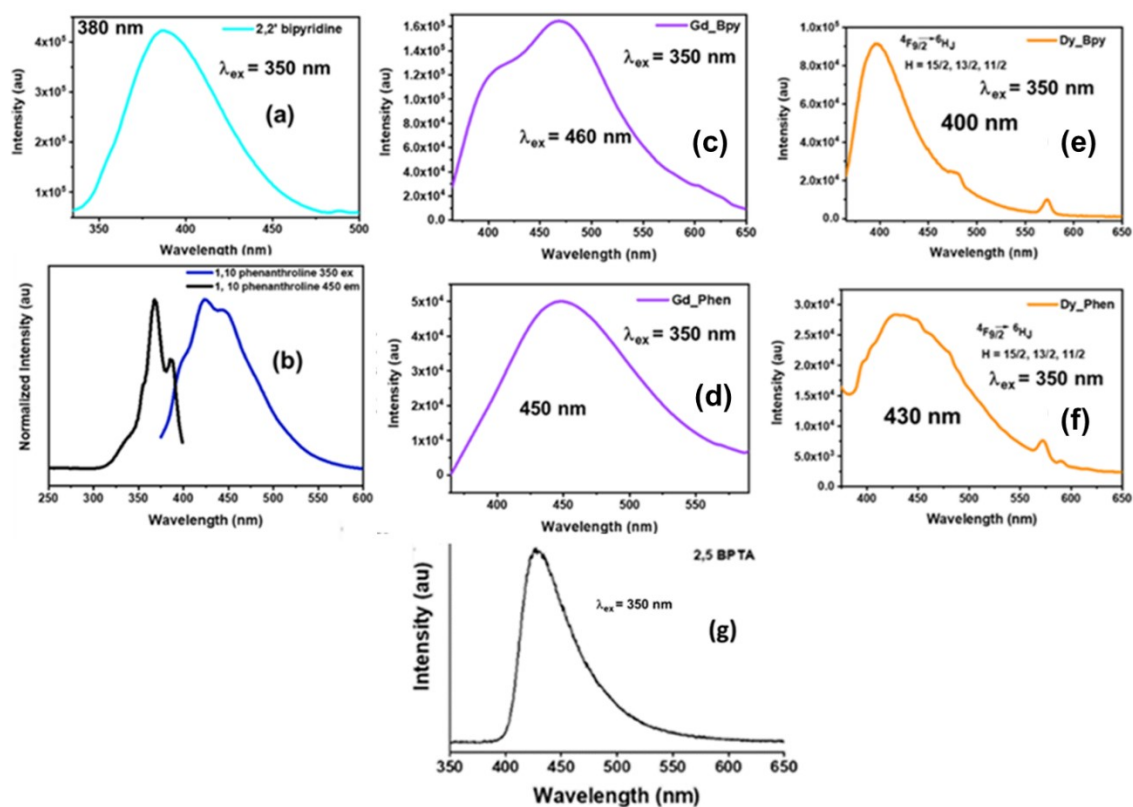 380 nm
2,2' bipyridine
λex = 350 nm
(a)
Intensity (au)
4x10⁵
3x10⁵
2x10⁵
1x10⁵
350 400 450 500
Wavelength (nm)
Gd_Bpy
λex = 350 nm
λex = 460 nm
(c)
Intensity (au)
1.6x10⁵
1.4x10⁵
1.2x10⁵
1.0x10⁵
8.0x10⁴
6.0x10⁴
4.0x10⁴
2.0x10⁴
0.0
400 450 500 550 600 650
Wavelength (nm)
⁴F9/2→⁶HJ
Dy_Bpy
H = 15/2, 13/2, 11/2
λex = 350 nm
400 nm
(e)
Intensity (au)
1.0x10⁵
8.0x10⁴
6.0x10⁴
4.0x10⁴
2.0x10⁴
0.0
400 450 500 550 600 650
Wavelength (nm)
1,10 phenanthroline 350 ex
1, 10 phenanthroline 450 em
(b)
Normalized Intensity (au)
250 300 350 400 450 500 550 600
Wavelength (nm)
Gd_Phen
λex = 350 nm
450 nm
(d)
Intensity (au)
5x10⁴
4x10⁴
3x10⁴
2x10⁴
1x10⁴
0
400 450 500 550
Wavelength (nm)
Dy_Phen
⁴F9/2→⁶HJ
H = 15/2, 13/2, 11/2
λex = 350 nm
430 nm
(f)
Intensity (au)
3.0x10⁴
2.5x10⁴
2.0x10⁴
1.5x10⁴
1.0x10⁴
5.0x10³
0.0
400 450 500 550 600 650
Wavelength (nm)
2,5 BPTA
λex = 350 nm
(g)
Intensity (au)
350 400 450 500 550 600 650
Wavelength (nm)